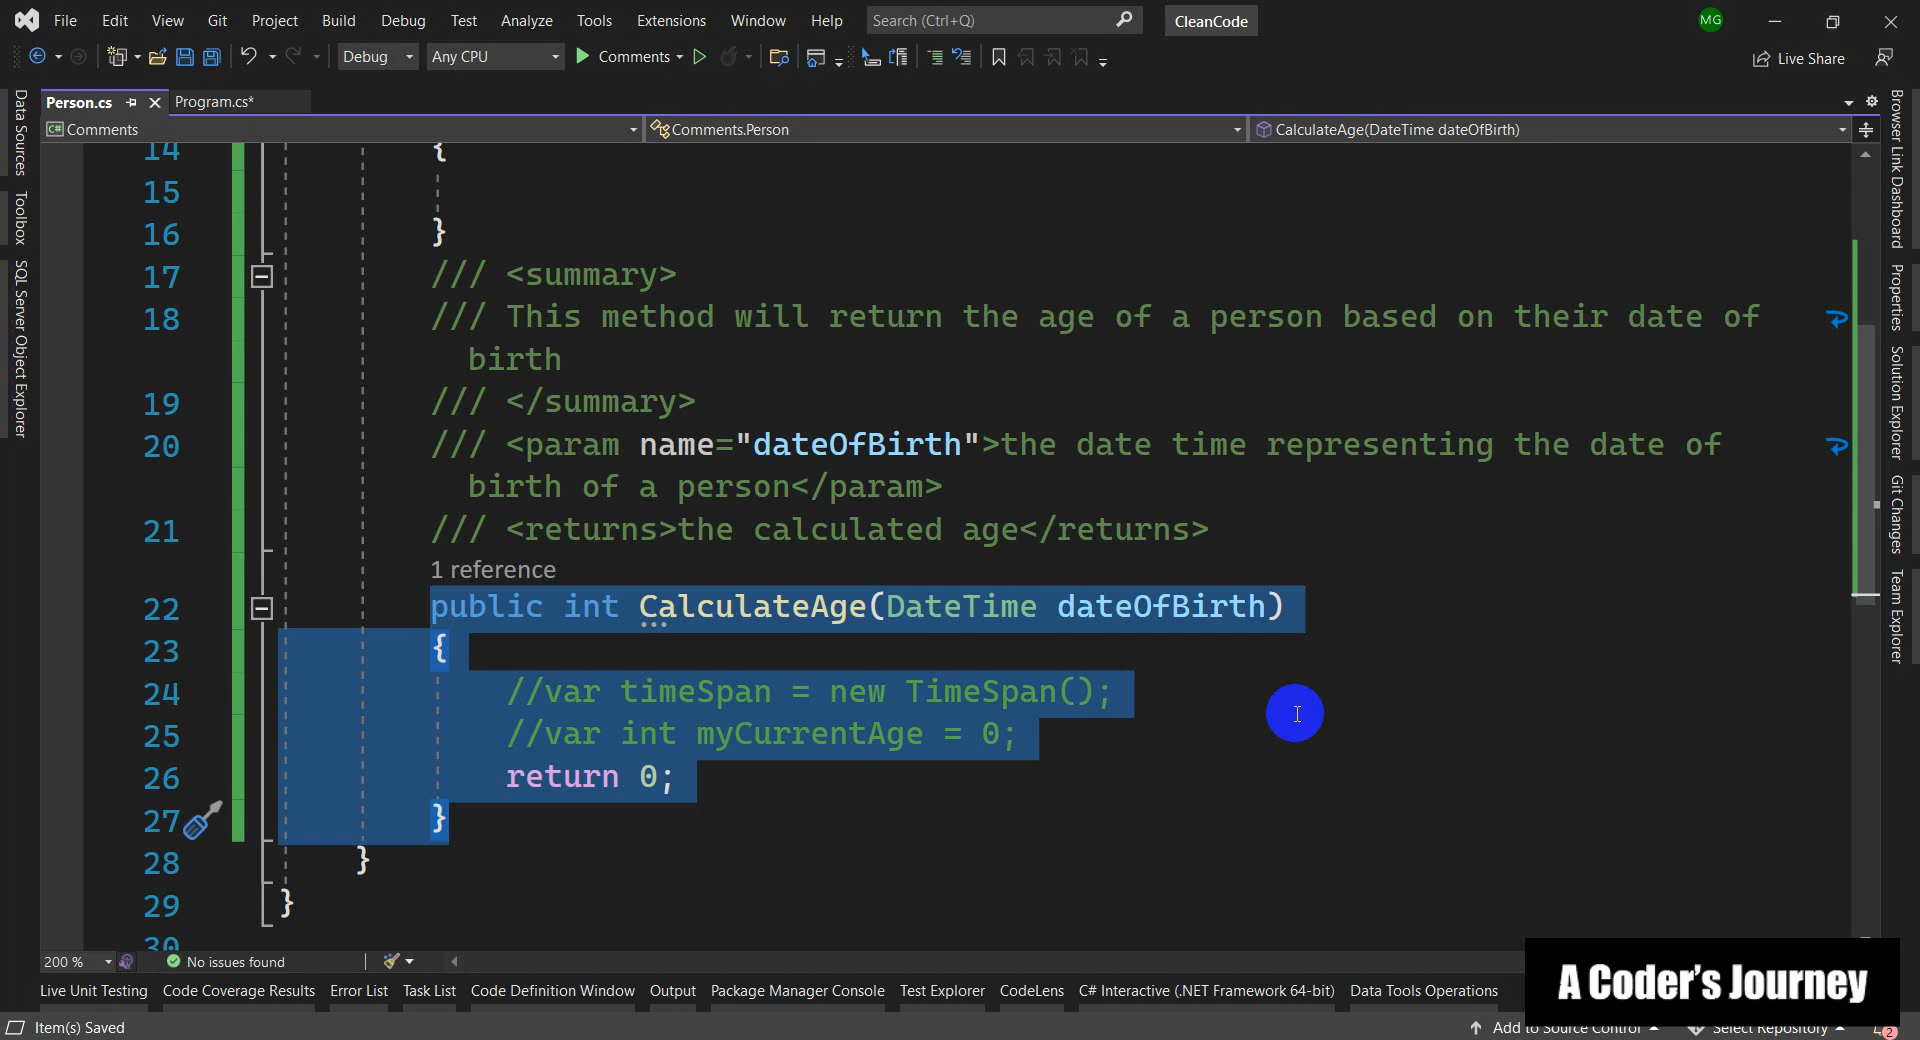 File Edit View Git Project Build Debug Test Analyze Tools Extensions Window Help Search (Ctrl+Q) CleanCode MG
Debug Any CPU Comments Live Share
Person.cs Program.cs*
C# Comments Comments.Person CalculateAge(DateTime dateOfBirth)
Data Sources
Toolbox
SQL Server Object Explorer
14 {
15
16 }
17 /// <summary>
18 /// This method will return the age of a person based on their date of
birth
19 /// </summary>
20 /// <param name="dateOfBirth">the date time representing the date of
birth of a person</param>
21 /// <returns>the calculated age</returns>
1 reference
22 public int CalculateAge(DateTime dateOfBirth)
23 {
24 //var timeSpan = new TimeSpan();
25 //var int myCurrentAge = 0;
26 return 0;
27 }
28 }
29 }
30
Browser Link Dashboard
Properties
Solution Explorer
Git Changes
Team Explorer
200 % No issues found
A Coder's Journey
Live Unit Testing Code Coverage Results Error List Task List Code Definition Window Output Package Manager Console Test Explorer CodeLens C# Interactive (.NET Framework 64-bit) Data Tools Operations
Item(s) Saved Add to Source Control Select Repository 2